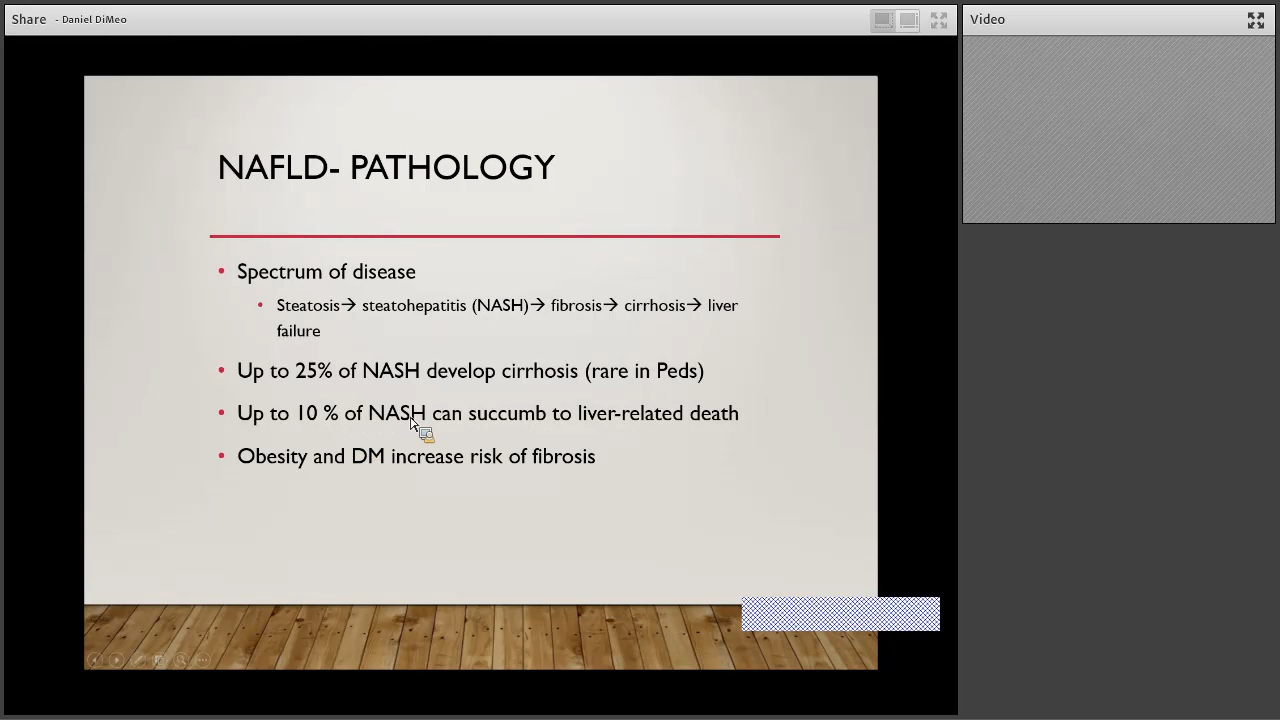 Share - Daniel DiMeo
Video
NAFLD- PATHOLOGY
• Spectrum of disease
• Steatosis→ steatohepatitis (NASH)→ fibrosis→ cirrhosis→ liver
failure
• Up to 25% of NASH develop cirrhosis (rare in Peds)
• Up to 10 % of NASH can succumb to liver-related death
• Obesity and DM increase risk of fibrosis